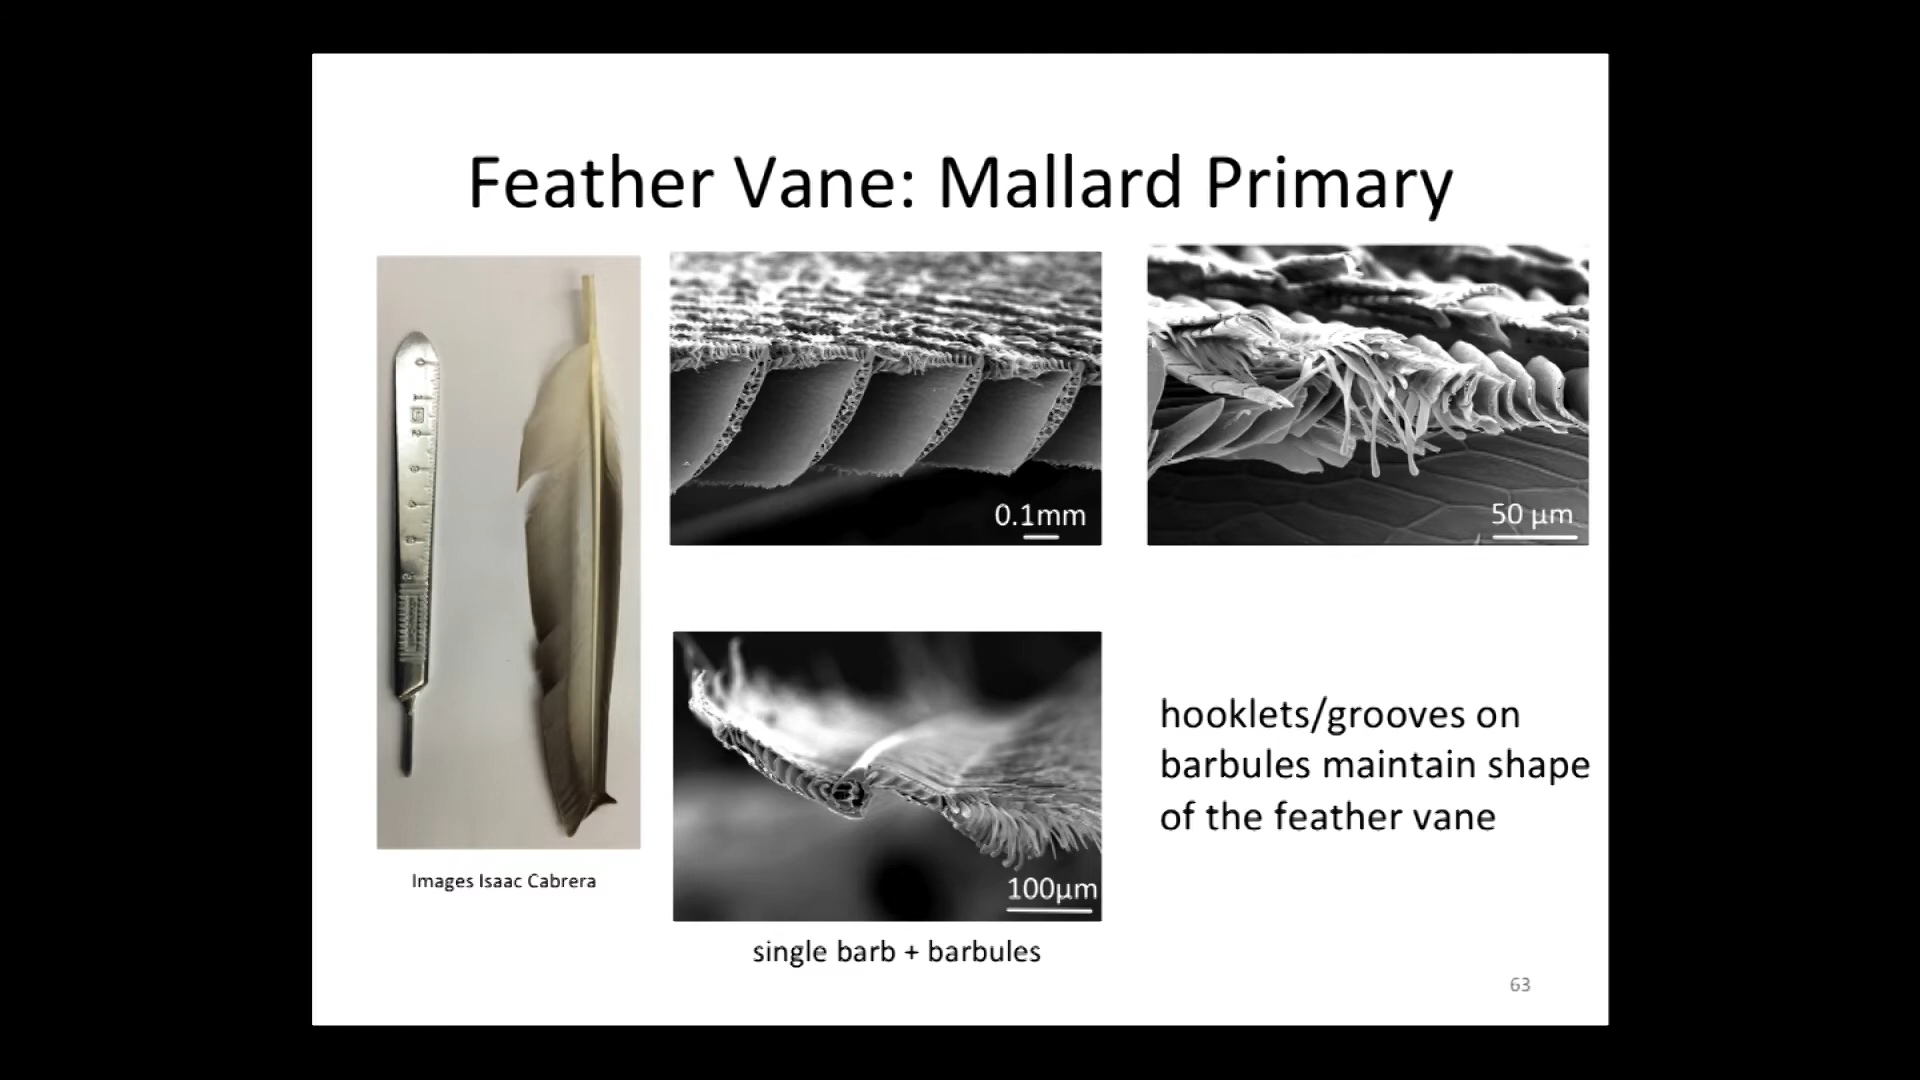 Feather Vane: Mallard Primary
0.1mm
50 µm
100µm
hooklets/grooves on
barbules maintain shape
of the feather vane
Images Isaac Cabrera
single barb + barbules
63